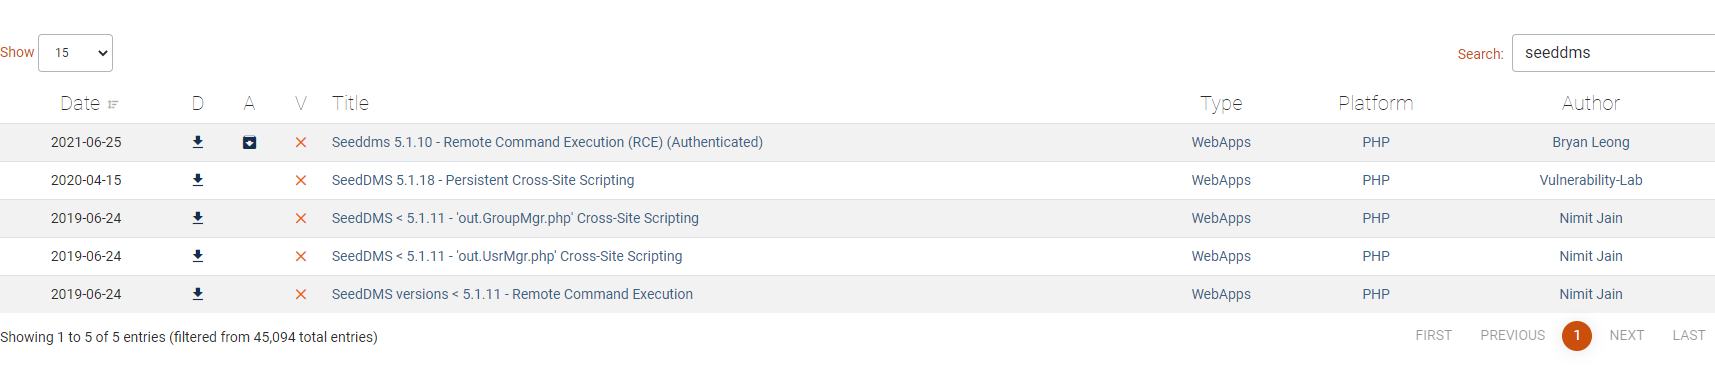 Show 15 Search: seeddms
Date D A V Title Type Platform Author
2021-06-25 Seeddms 5.1.10 - Remote Command Execution (RCE) (Authenticated) WebApps PHP Bryan Leong
2020-04-15 SeedDMS 5.1.18 - Persistent Cross-Site Scripting WebApps PHP Vulnerability-Lab
2019-06-24 SeedDMS < 5.1.11 - 'out.GroupMgr.php' Cross-Site Scripting WebApps PHP Nimit Jain
2019-06-24 SeedDMS < 5.1.11 - 'out.UsrMgr.php' Cross-Site Scripting WebApps PHP Nimit Jain
2019-06-24 SeedDMS versions < 5.1.11 - Remote Command Execution WebApps PHP Nimit Jain
Showing 1 to 5 of 5 entries (filtered from 45,094 total entries) FIRST PREVIOUS 1 NEXT LAST